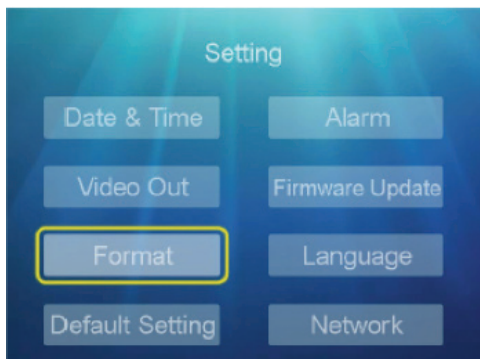 Setting
Date & Time
Alarm
Video Out
Firmware Update
Format
Language
Default Setting
Network